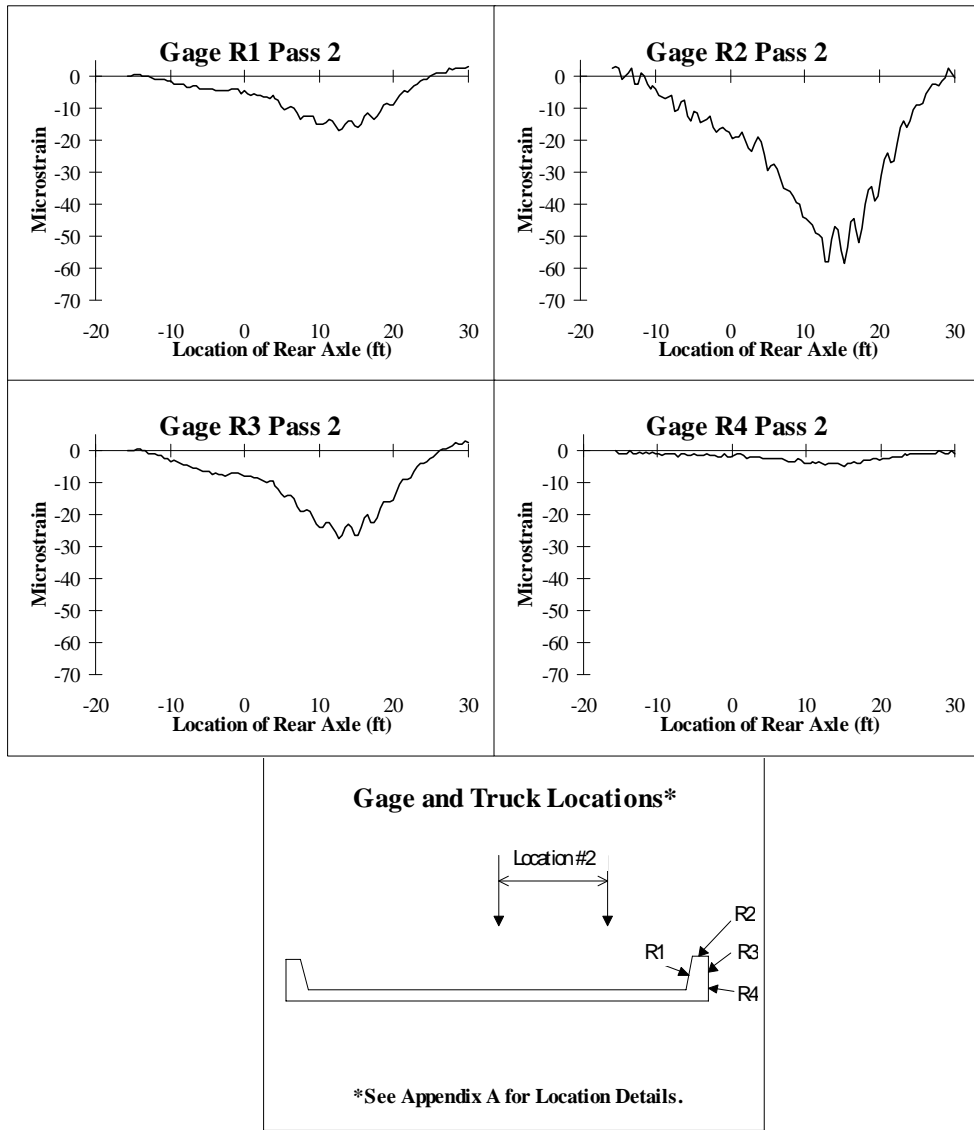 Gage R1 Pass 2
0
-10
-20
-30
-40
-50
-60
-70
Microstrain
-20 -10 0 10 20 30
Location of Rear Axle (ft)
Gage R2 Pass 2
0
-10
-20
-30
-40
-50
-60
-70
Microstrain
-20 -10 0 10 20 30
Location of Rear Axle (ft)
Gage R3 Pass 2
0
-10
-20
-30
-40
-50
-60
-70
Microstrain
-20 -10 0 10 20 30
Location of Rear Axle (ft)
Gage R4 Pass 2
0
-10
-20
-30
-40
-50
-60
-70
Microstrain
-20 -10 0 10 20 30
Location of Rear Axle (ft)
Gage and Truck Locations*
Location #2
R2
R1
R3
R4
*See Appendix A for Location Details.